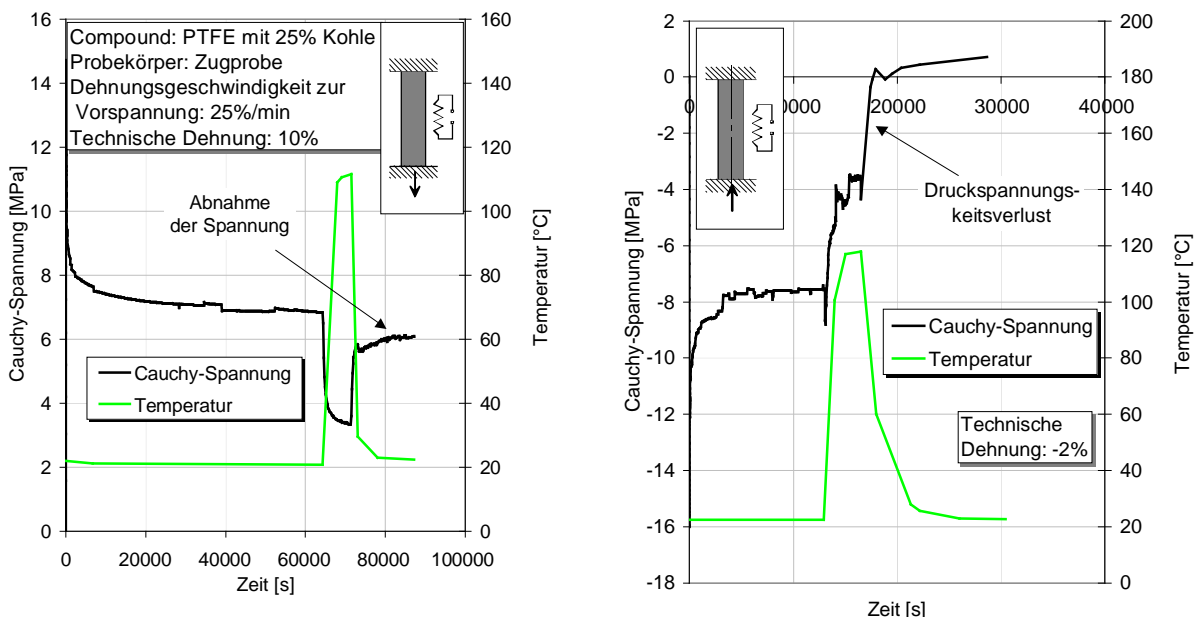 Compound: PTFE mit 25% Kohle
Probekörper: Zugprobe
Dehnungsgeschwindigkeit zur
Vorspannung: 25%/min
Technische Dehnung: 10%
Abnahme
der Spannung
Cauchy-Spannung
Temperatur
Cauchy-Spannung [MPa]
16
14
12
10
8
6
4
2
0
Temperatur [°C]
160
140
120
100
80
60
40
20
0
0 20000 40000 60000 80000 100000
Zeit [s]
Druckspannungs-
keitsverlust
Cauchy-Spannung
Temperatur
Technische
Dehnung: -2%
Cauchy-Spannung [MPa]
2
0
-2
-4
-6
-8
-10
-12
-14
-16
-18
Temperatur [°C]
200
180
160
140
120
100
80
60
40
20
0
0 0000 20000 30000 40000
Zeit [s]